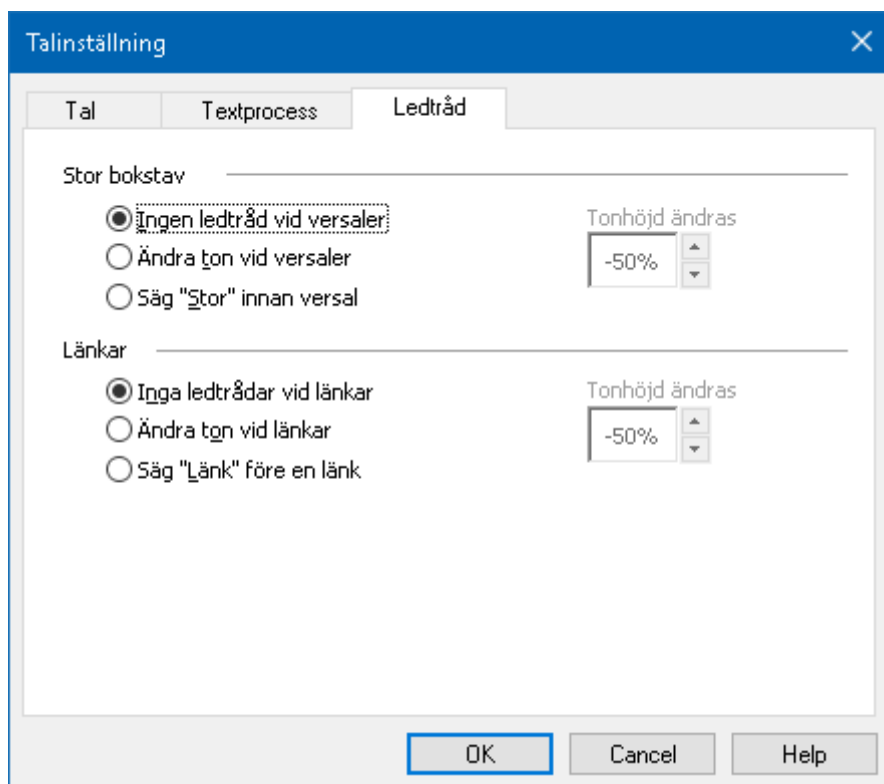 Talinställning
Tal Textprocess Ledtråd
Stor bokstav
Ingen ledtråd vid versaler Tonhöjd ändras
Ändra ton vid versaler -50%
Säg "Stor" innan versal
Länkar
Inga ledtrådar vid länkar Tonhöjd ändras
Ändra ton vid länkar -50%
Säg "Länk" före en länk
OK Cancel Help